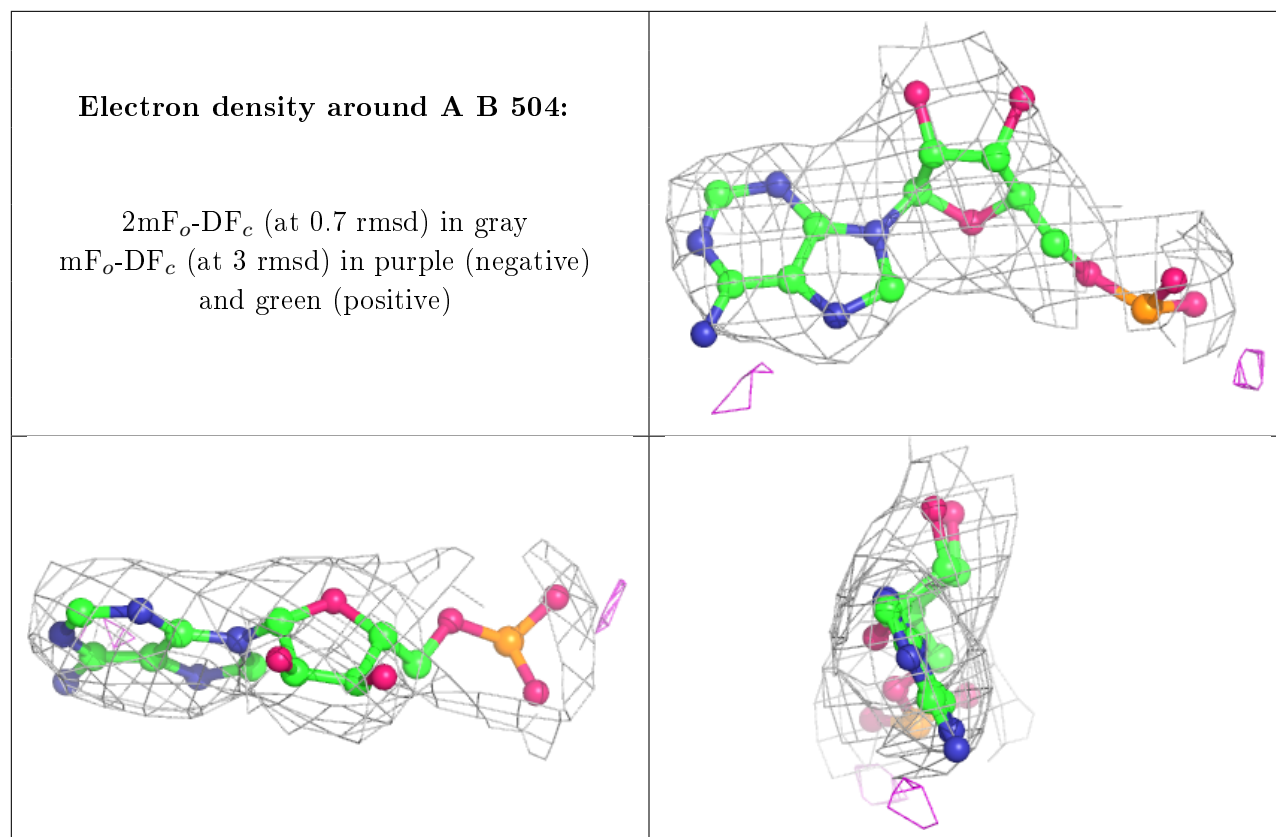 Electron density around A B 504:
2mFo-DFc (at 0.7 rmsd) in gray
mFo-DFc (at 3 rmsd) in purple (negative)
and green (positive)